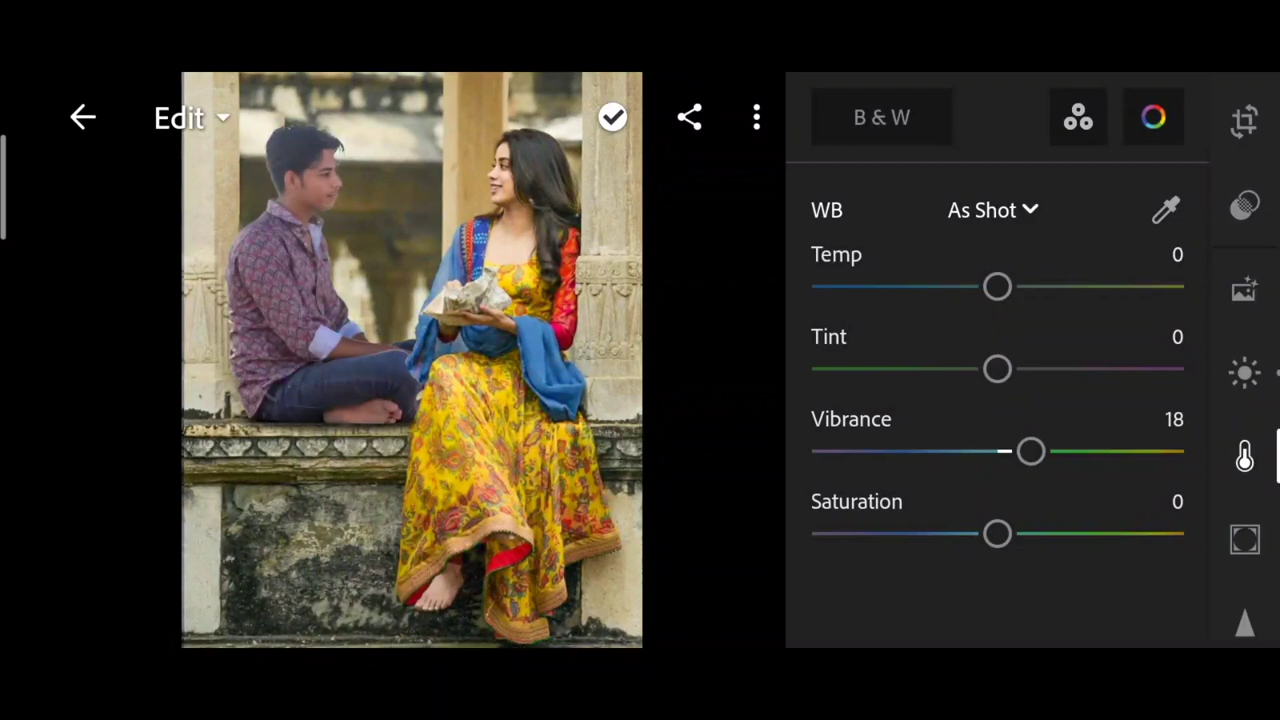 Edit
B & W
WB As Shot
Temp 0
Tint 0
Vibrance 18
Saturation 0